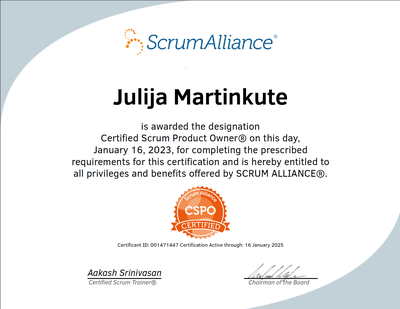 ScrumAlliance®
Julija Martinkute
is awarded the designation
Certified Scrum Product Owner® on this day,
January 16, 2023, for completing the prescribed
requirements for this certification and is hereby entitled to
all privileges and benefits offered by SCRUM ALLIANCE®.
SCRUM ALLIANCE
CSPO
CERTIFIED
Certificant ID: 001471447 Certification Active through: 16 January 2025
Aakash Srinivasan
Certified Scrum Trainer®
Chairman of the Board